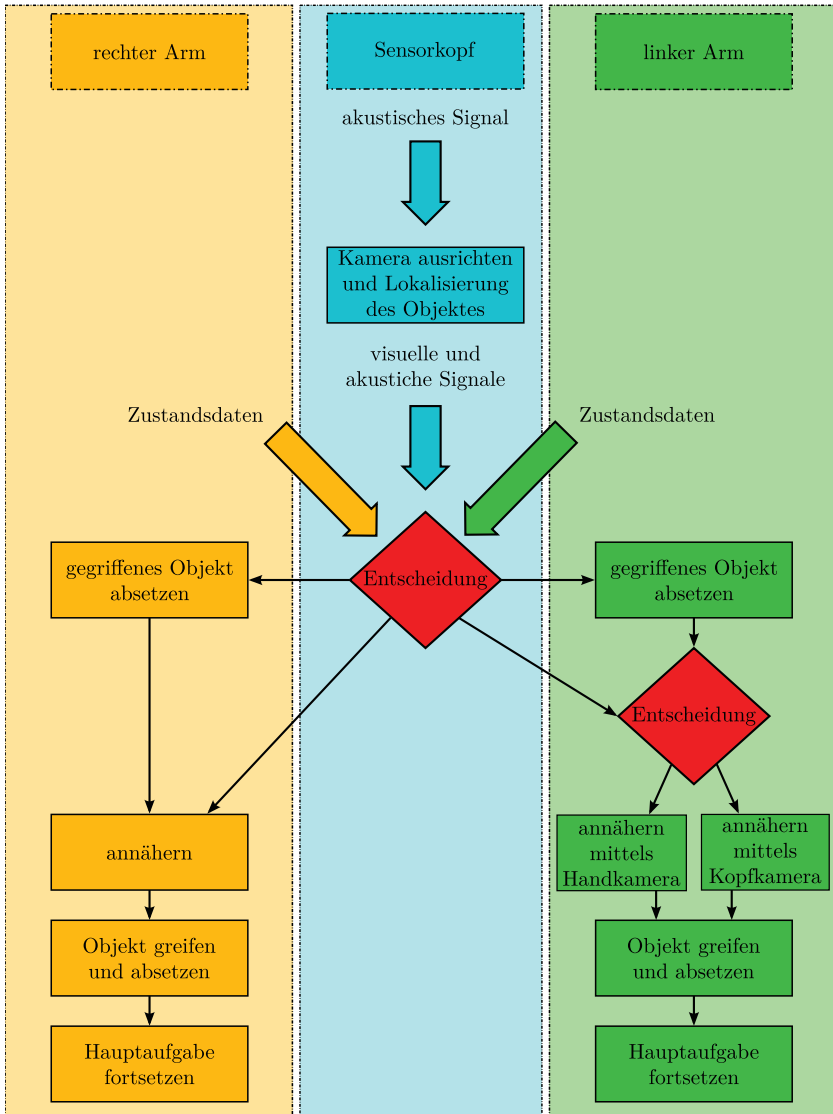 rechter Arm
Sensorkopf
linker Arm
akustisches Signal
Kamera ausrichten
und Lokalisierung
des Objektes
visuelle und
akustiche Signale
Zustandsdaten
Zustandsdaten
Entscheidung
gegriffenes Objekt
absetzen
gegriffenes Objekt
absetzen
Entscheidung
annähern
annähern
mittels
Handkamera
annähern
mittels
Kopfkamera
Objekt greifen
und absetzen
Objekt greifen
und absetzen
Hauptaufgabe
fortsetzen
Hauptaufgabe
fortsetzen